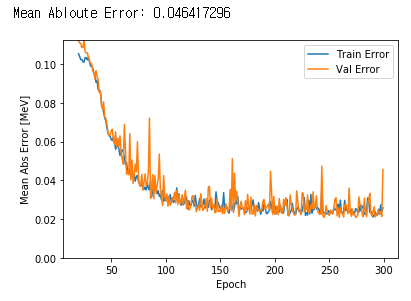 Mean Abloute Error: 0.046417296
Train Error
Val Error
0.10
0.08
0.06
0.04
0.02
0.00
Mean Abs Error [MeV]
50
100
150
200
250
300
Epoch